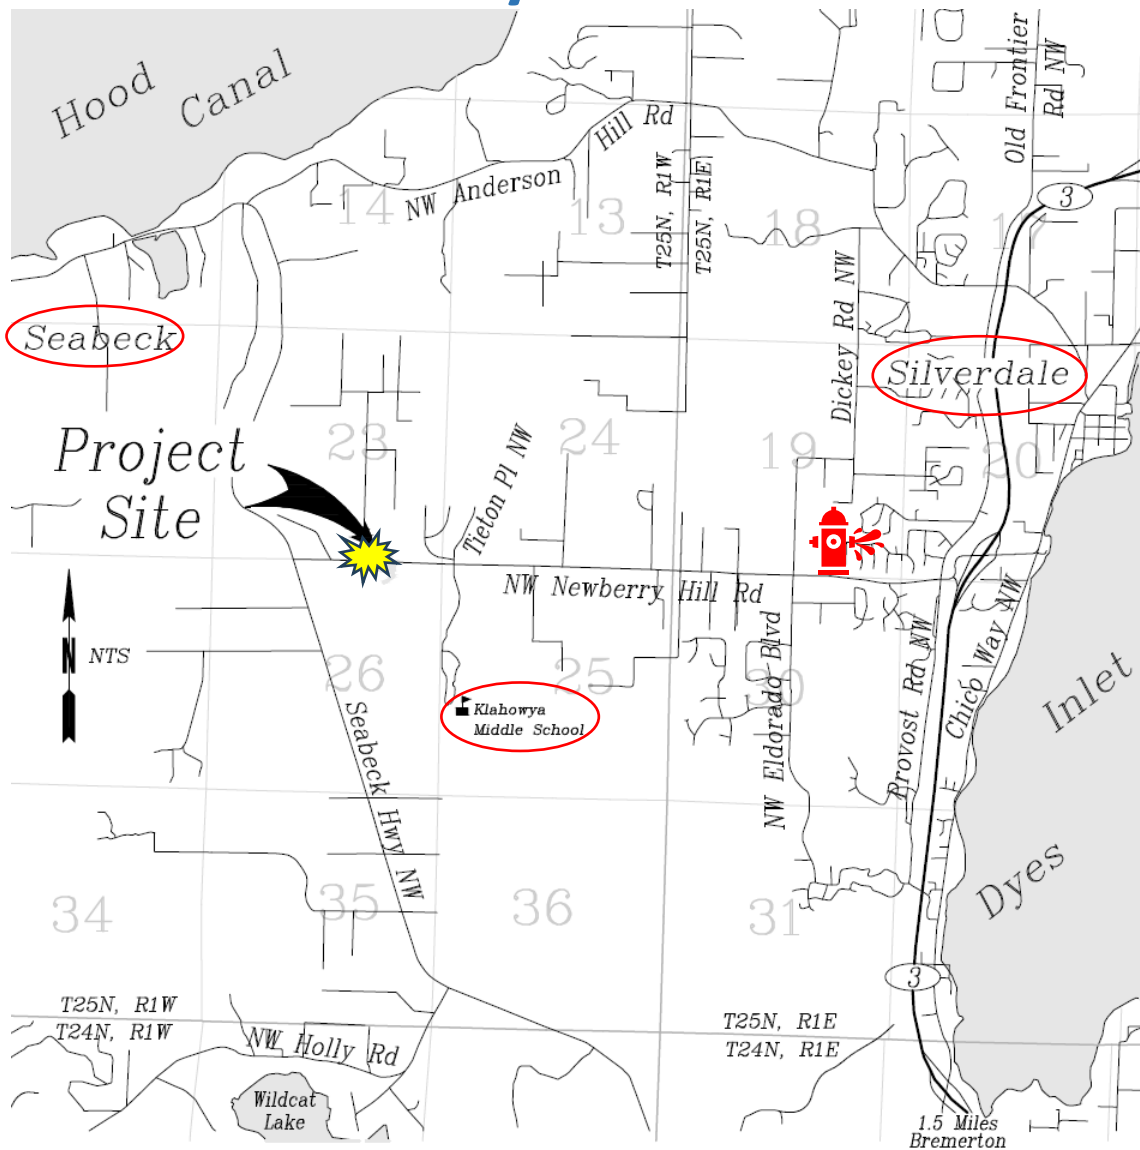 Hood
Canal
Old Frontier
Rd NW
Hill Rd
NW Anderson
T25N, R1W
T25N, R1E
3
14
13
18
17
Dickey Rd NW
Seabeck
Silverdale
Project
Site
23
24
19
20
Tieton Pl NW
NW Newberry Hill Rd
N
NTS
26
25
30
Klahowya
Middle School
Seabeck Hwy NW
NW Eldorado Blvd
Provost Rd NW
Chico Way NW
Dyes
Inlet
34
35
36
31
3
T25N, R1W
T24N, R1W
T25N, R1E
T24N, R1E
NW Holly Rd
Wildcat
Lake
1.5 Miles
Bremerton